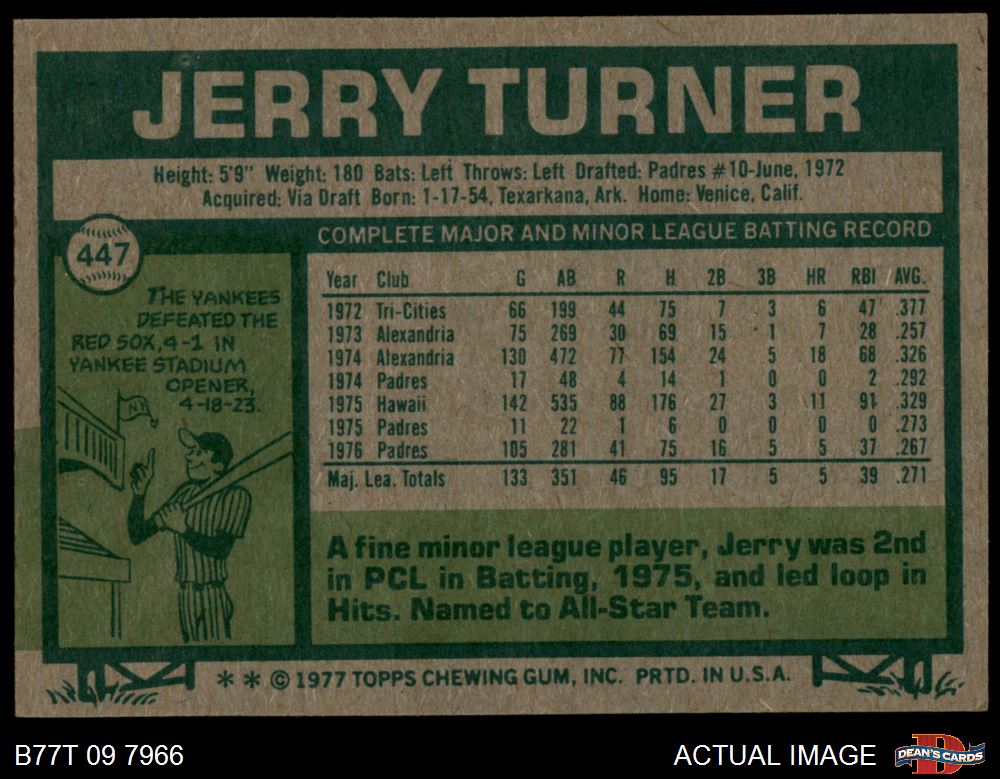 JERRY TURNER
Height: 5'9" Weight: 180 Bats: Left Throws: Left Drafted: Padres #10-June, 1972
Acquired: Via Draft Born: 1-17-54, Texarkana, Ark. Home: Venice, Calif.
447
THE YANKEES
DEFEATED THE
RED SOX, 4-1 IN
YANKEE STADIUM
OPENER,
4-18-23.
NY
COMPLETE MAJOR AND MINOR LEAGUE BATTING RECORD
Year Club G AB R H 2B 3B HR RBI AVG.
1972 Tri-Cities 66 199 44 75 7 3 6 47 .377
1973 Alexandria 75 269 30 69 15 1 7 28 .257
1974 Alexandria 130 472 77 154 24 5 18 68 .326
1974 Padres 17 48 4 14 1 0 0 2 .292
1975 Hawaii 142 535 88 176 27 3 11 91 .329
1975 Padres 11 22 1 6 0 0 0 0 .273
1976 Padres 105 281 41 75 16 5 5 37 .267
Maj. Lea. Totals 133 351 46 95 17 5 5 39 .271
A fine minor league player, Jerry was 2nd
in PCL in Batting, 1975, and led loop in
Hits. Named to All-Star Team.
* * © 1977 TOPPS CHEWING GUM, INC. PRTD. IN U.S.A.
B77T 09 7966
ACTUAL IMAGE
D
DEAN'S CARDS